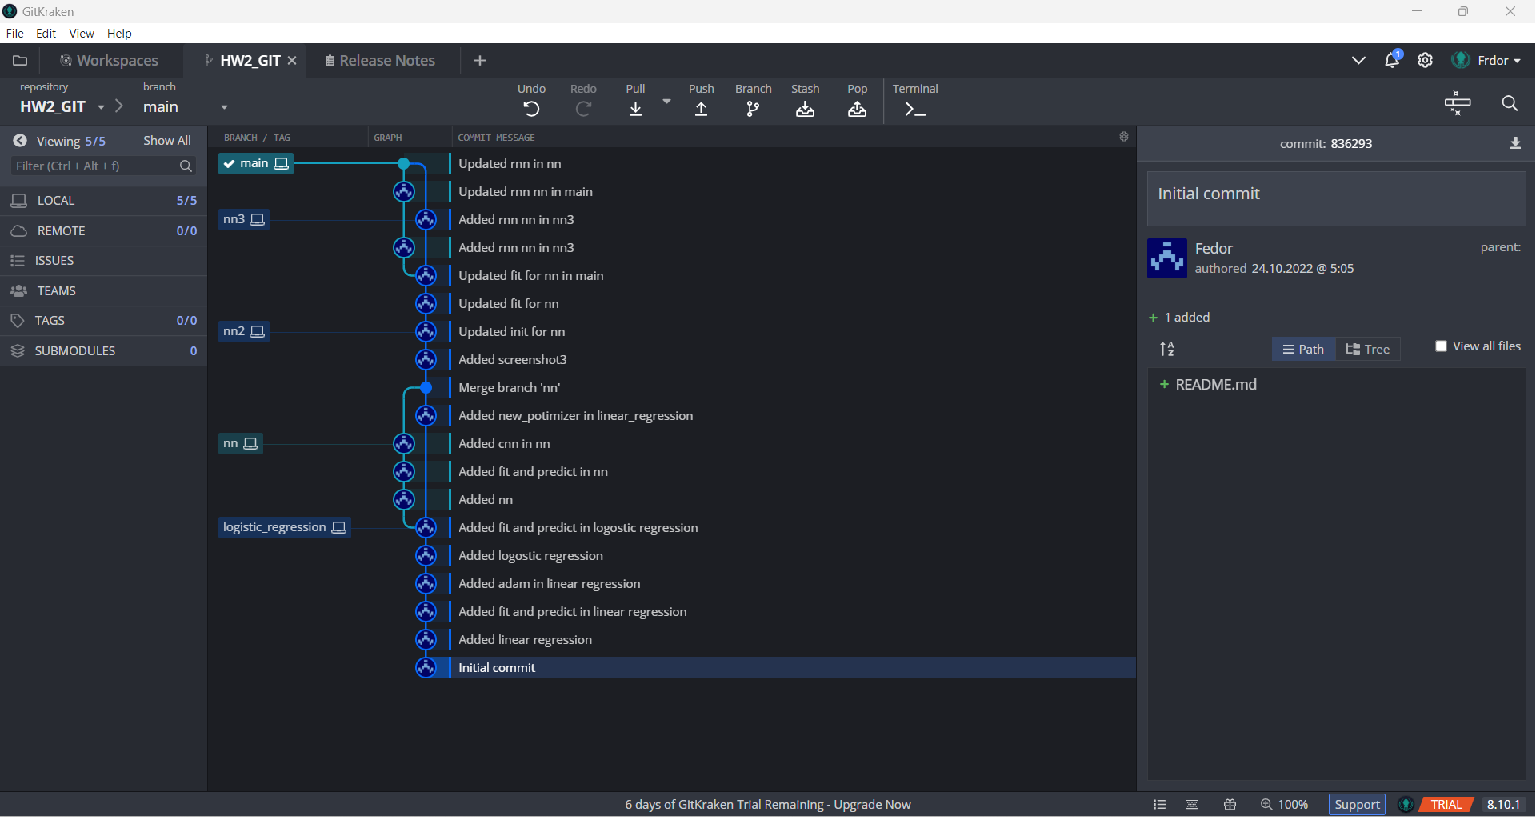 GitKraken
File Edit View Help
Workspaces HW2_GIT Release Notes 1 Frdor
repository branch Undo Redo Pull Push Branch Stash Pop Terminal
HW2_GIT main
Viewing 5/5 Show All BRANCH / TAG GRAPH COMMIT MESSAGE commit: 836293
Filter (Ctrl + Alt + f) main Updated rnn in nn
Updated rnn nn in main Initial commit
LOCAL 5/5
nn3 Added rnn nn in nn3
REMOTE 0/0
Added rnn nn in nn3 Fedor parent:
ISSUES authored 24.10.2022 @ 5:05
Updated fit for nn in main
TEAMS
Updated fit for nn
TAGS 0/0 + 1 added
nn2 Updated init for nn
SUBMODULES 0 Path Tree View all files
Added screenshot3
Merge branch 'nn' + README.md
Added new_potimizer in linear_regression
nn Added cnn in nn
Added fit and predict in nn
Added nn
logistic_regression Added fit and predict in logostic regression
Added logostic regression
Added adam in linear regression
Added fit and predict in linear regression
Added linear regression
Initial commit
6 days of GitKraken Trial Remaining - Upgrade Now 100% Support TRIAL 8.10.1